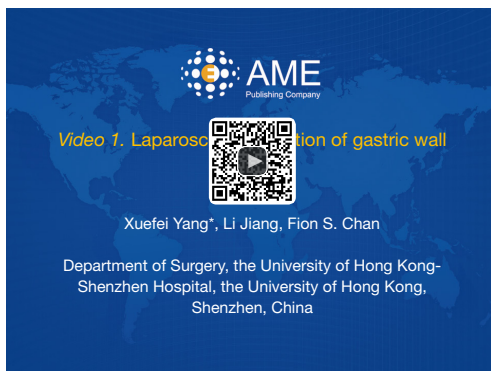 AME
Publishing Company
Video 1. Laparosc tion of gastric wall
Xuefei Yang*, Li Jiang, Fion S. Chan
Department of Surgery, the University of Hong Kong-
Shenzhen Hospital, the University of Hong Kong,
Shenzhen, China